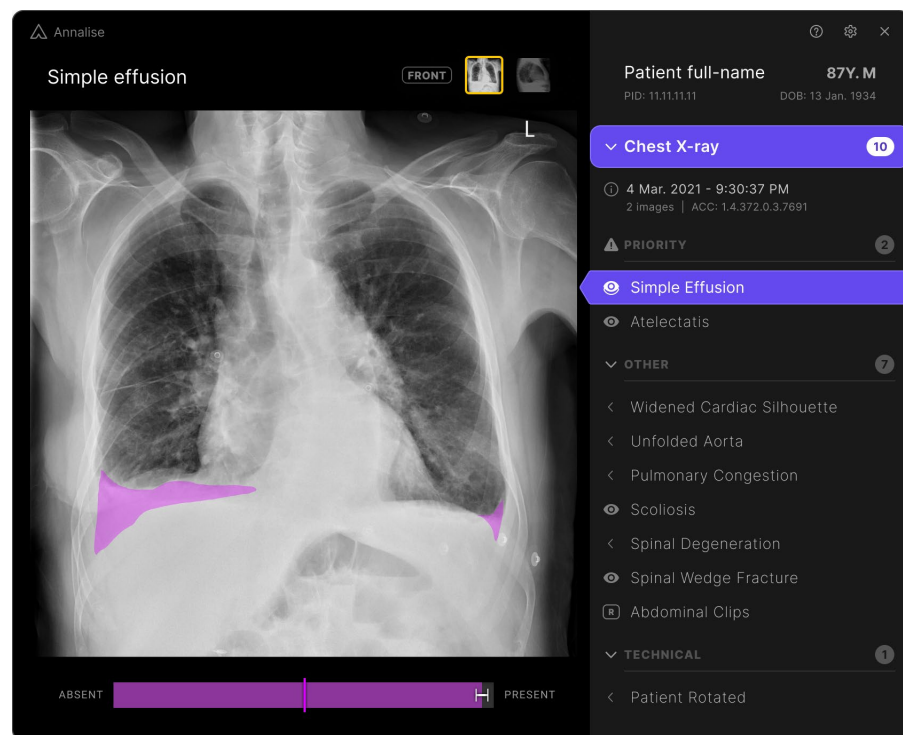 Annalise
Simple effusion
FRONT
L
ABSENT
PRESENT
Patient full-name 87Y. M
PID: 11.11.11.11 DOB: 13 Jan. 1934
Chest X-ray 10
4 Mar. 2021 - 9:30:37 PM
2 images | ACC: 1.4.372.0.3.7691
PRIORITY 2
Simple Effusion
Atelectatis
OTHER 7
Widened Cardiac Silhouette
Unfolded Aorta
Pulmonary Congestion
Scoliosis
Spinal Degeneration
Spinal Wedge Fracture
R Abdominal Clips
TECHNICAL 1
Patient Rotated